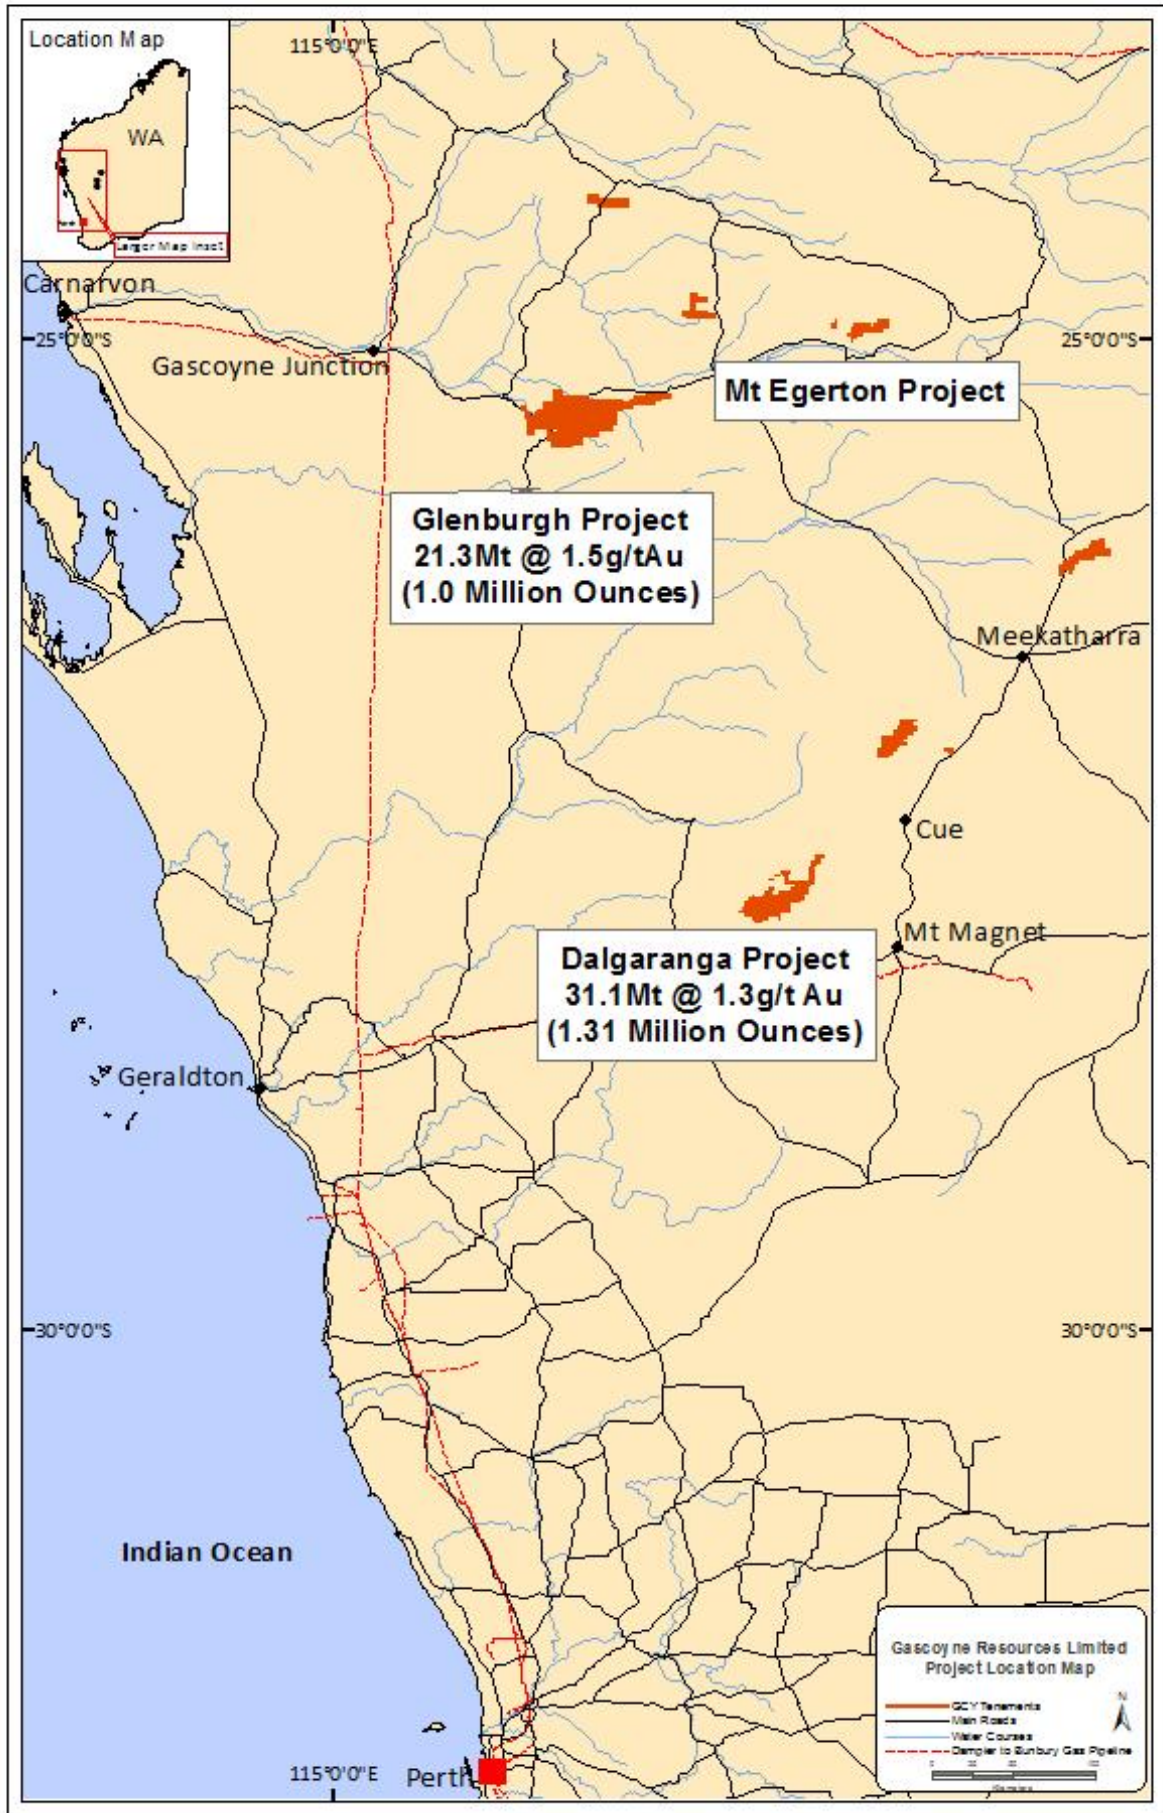 Location Map
115°0'0"E
WA
Larger Map Inset
Carnarvon
25°0'0"S
25°0'0"S
Gascoyne Junction
Mt Egerton Project
Glenburgh Project
21.3Mt @ 1.5g/tAu
(1.0 Million Ounces)
Meekatharra
Cue
Mt Magnet
Dalgaranga Project
31.1Mt @ 1.3g/t Au
(1.31 Million Ounces)
Geraldton
30°0'0"S
30°0'0"S
Indian Ocean
Gascoyne Resources Limited
Project Location Map
N
GCY Tenements
Main Roads
Water Courses
Dampier to Bunbury Gas Pipeline
115°0'0"E
Perth